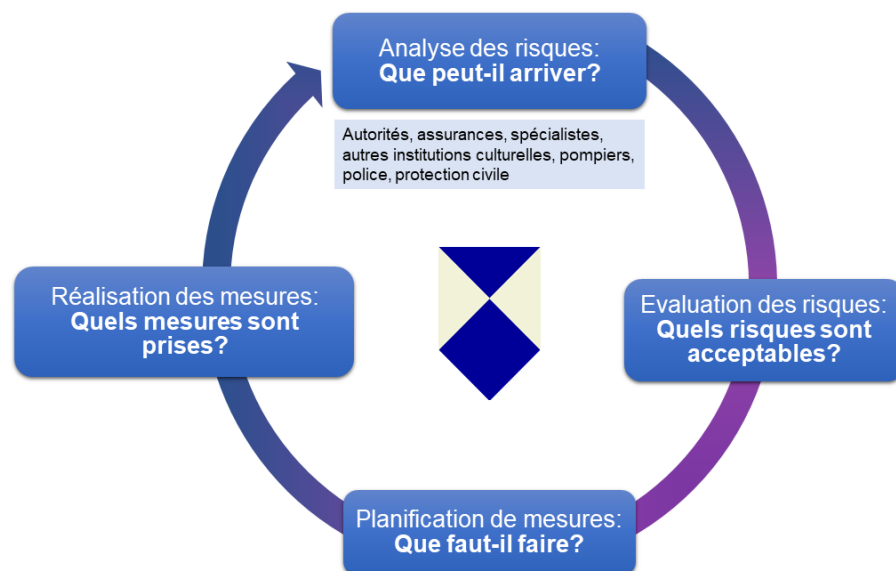 Analyse des risques:
Que peut-il arriver?
Autorités, assurances, spécialistes,
autres institutions culturelles, pompiers,
police, protection civile
Evaluation des risques:
Quels risques sont
acceptables?
Planification de mesures:
Que faut-il faire?
Réalisation des mesures:
Quels mesures sont
prises?